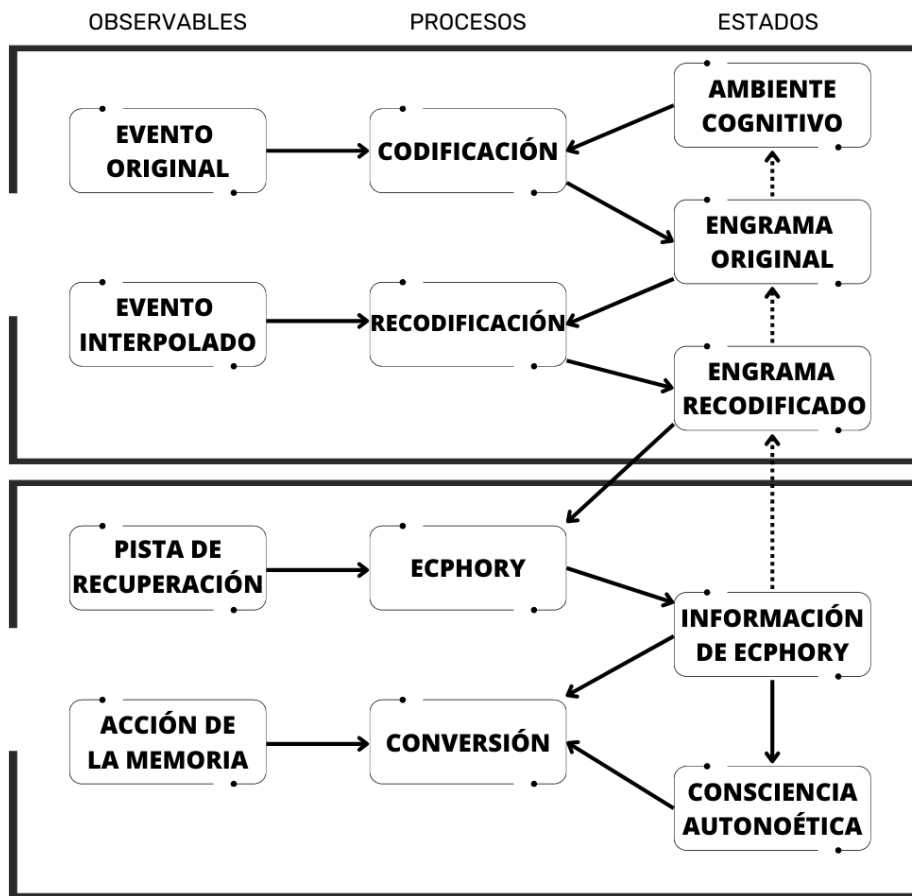 OBSERVABLES PROCESOS ESTADOS
AMBIENTE
COGNITIVO
EVENTO
ORIGINAL
CODIFICACIÓN
ENGRAMA
ORIGINAL
EVENTO
INTERPOLADO
RECODIFICACIÓN
ENGRAMA
RECODIFICADO
PISTA DE
RECUPERACIÓN
ECPHORY
INFORMACIÓN
DE ECPHORY
ACCIÓN DE
LA MEMORIA
CONVERSIÓN
CONSCIENCIA
AUTONOÉTICA